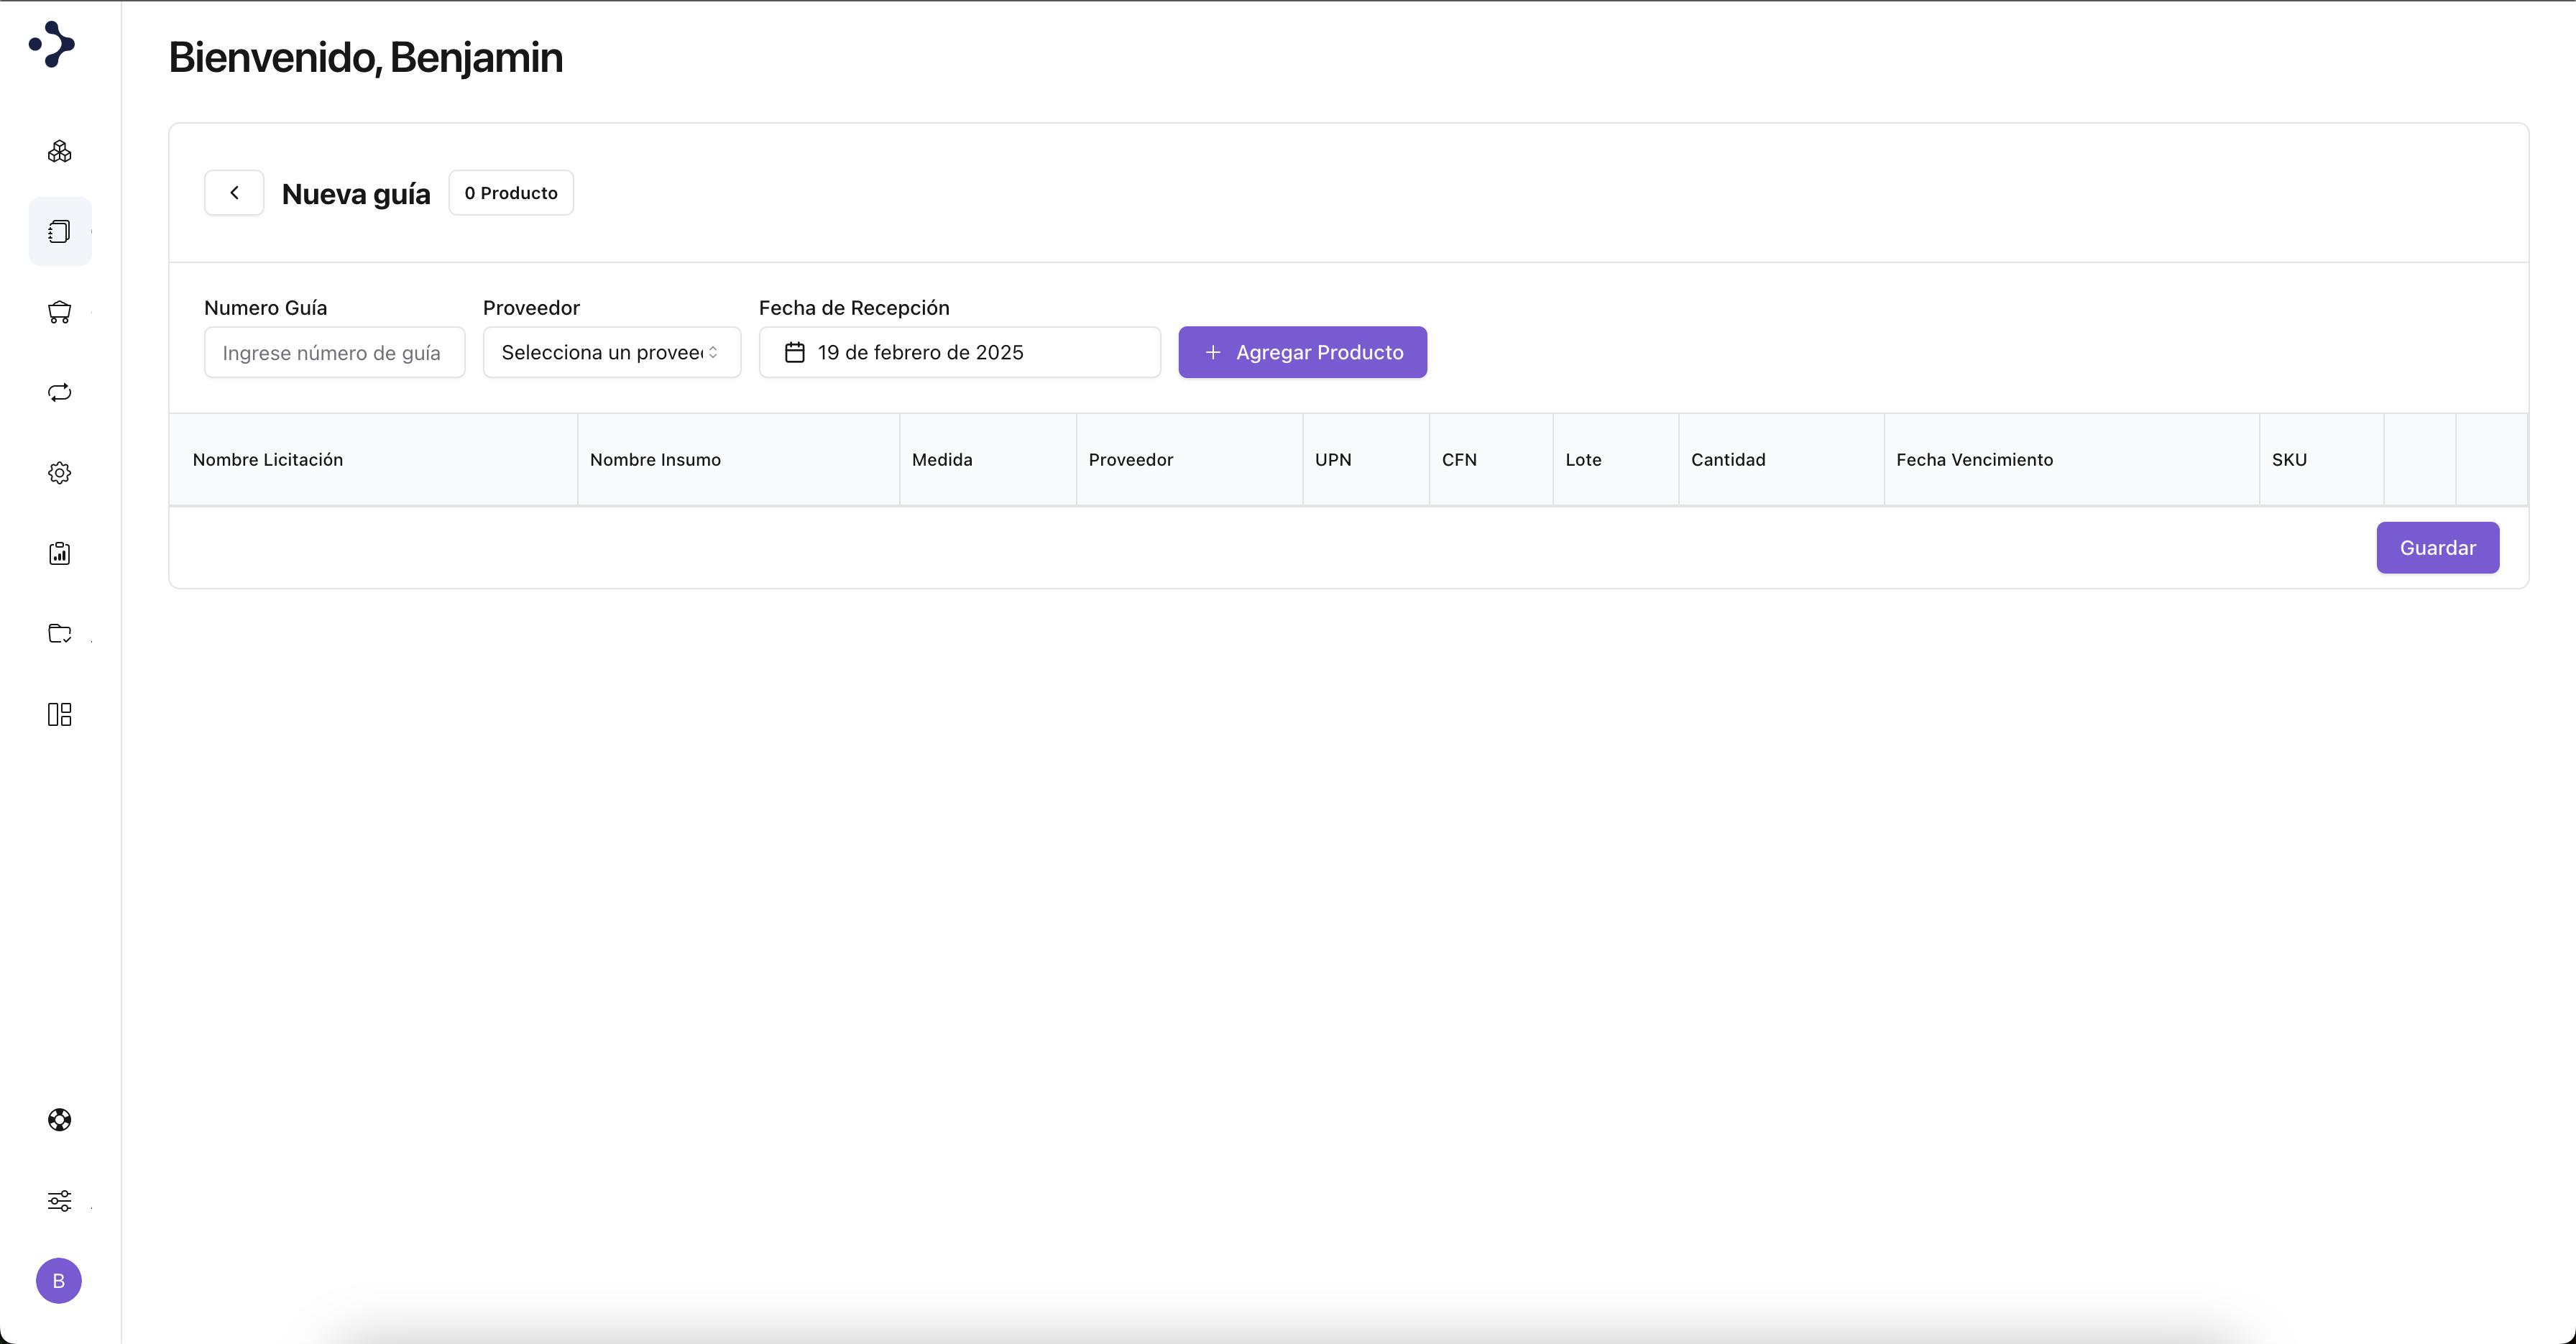 Bienvenido, Benjamin
Nueva guía
0 Producto
Numero Guía
Proveedor
Fecha de Recepción
Ingrese número de guía
Selecciona un
19 de febrero de 2025
Agregar Producto
Nombre Licitación
Nombre Insumo
Medida
Proveedor
UPN
CFN
Lote
Cantidad
Fecha Vencimiento
SKU
Guardar
B